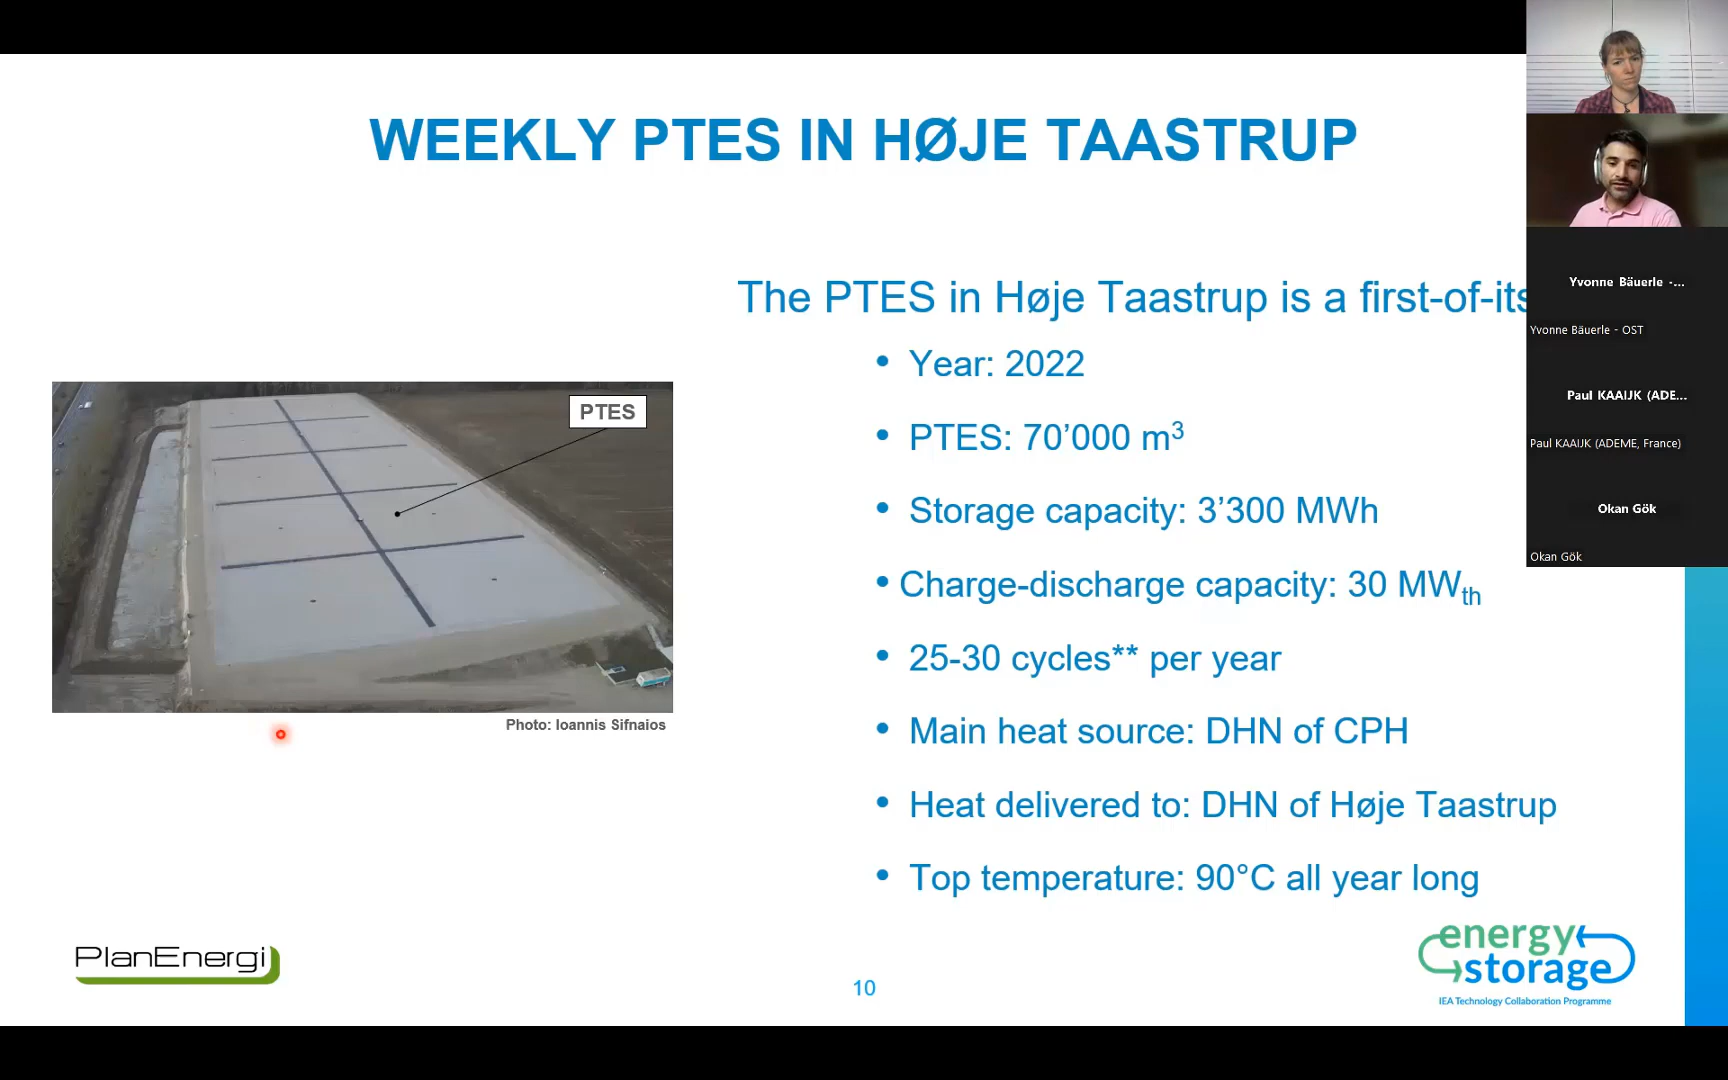 WEEKLY PTES IN HØJE TAASTRUP
The PTES in Høje Taastrup is a first-of-its
• Year: 2022
• PTES: 70’000 m³
• Storage capacity: 3’300 MWh
• Charge-discharge capacity: 30 MWth
• 25-30 cycles** per year
• Main heat source: DHN of CPH
• Heat delivered to: DHN of Høje Taastrup
• Top temperature: 90°C all year long
PTES
Photo: Ioannis Sifnaios
PlanEnergi
10
energy
storage
IEA Technology Collaboration Programme
Yvonne Bäuerle -...
Yvonne Bäuerle - OST
Paul KAAIJK (ADE...
Paul KAAIJK (ADEME, France)
Okan Gök
Okan Gök